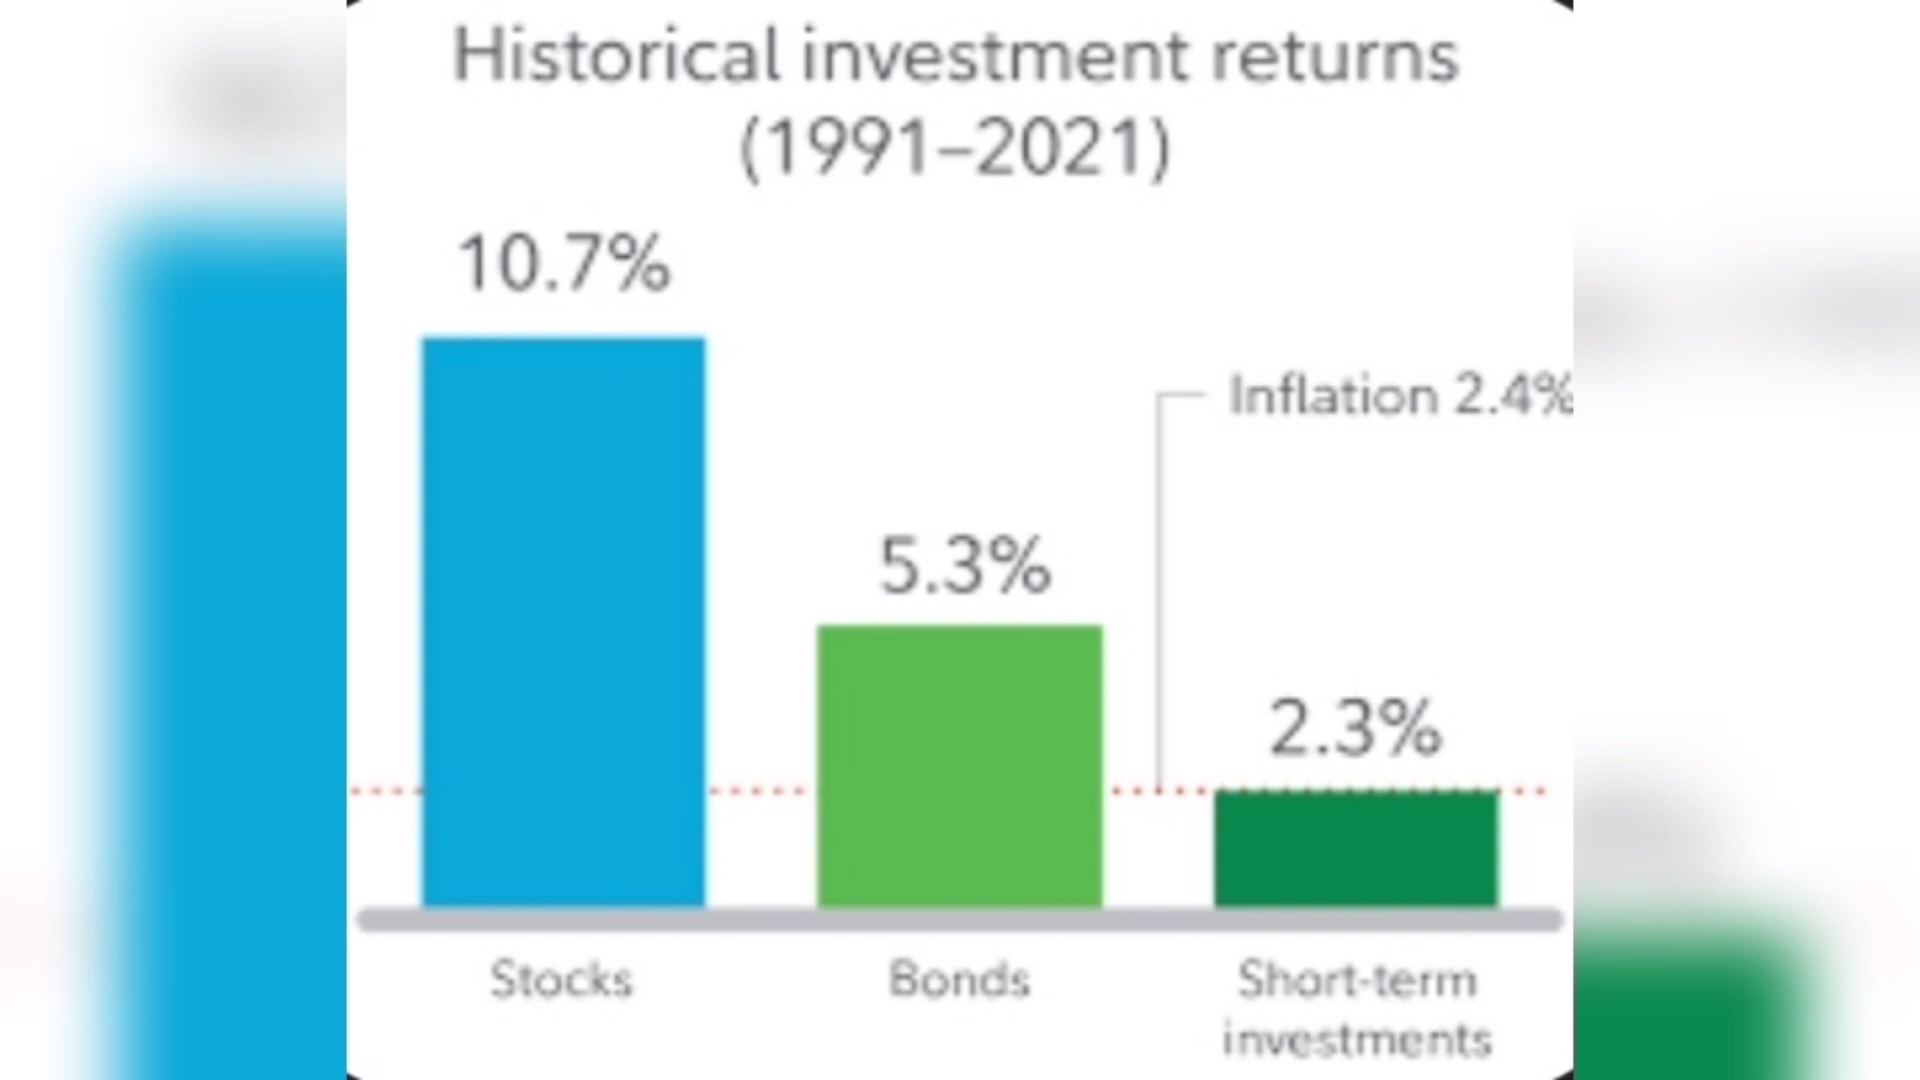 Historical investment returns
(1991–2021)
10.7%
Inflation 2.4%
5.3%
2.3%
Stocks
Bonds
Short-term
investments